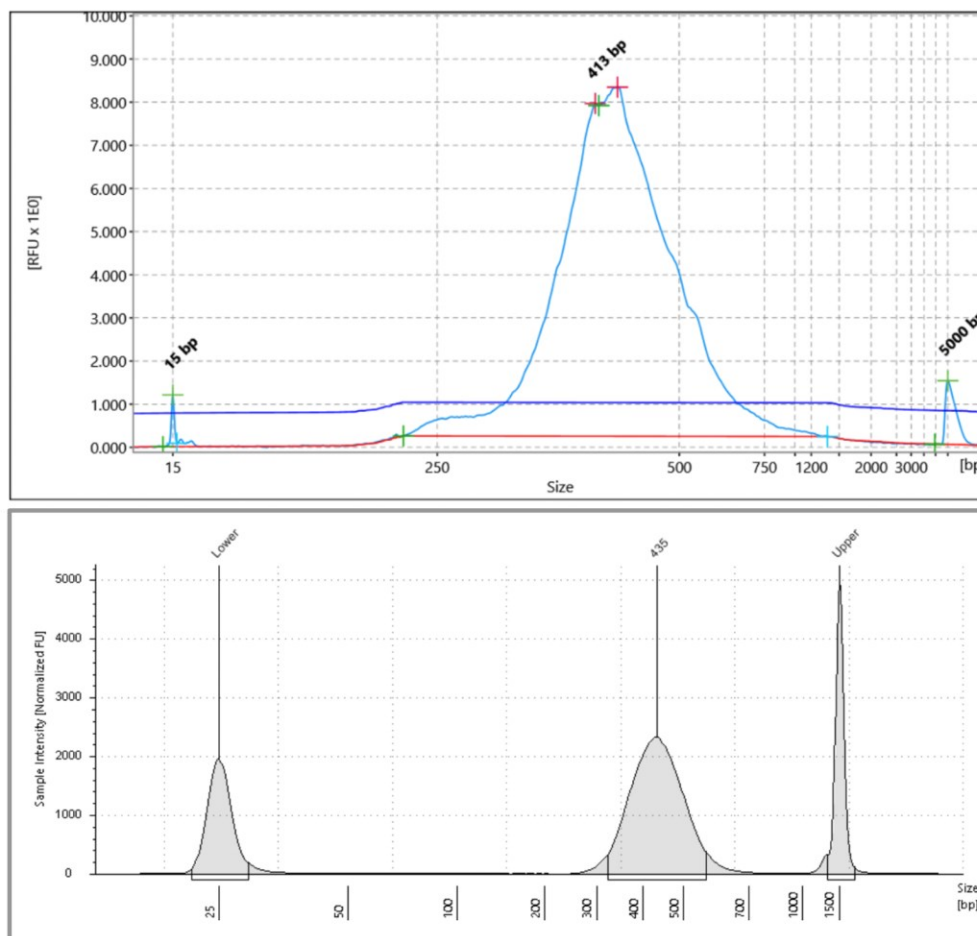 10.000
9.000
8.000
7.000
6.000
5.000
4.000
3.000
2.000
1.000
0.000
[RFU x 1E0]
15 bp
413 bp
5000 bp
15 250 500 750 1200 2000 3000 [bp
Size
Lower 435 Upper
5000
4000
3000
2000
1000
0
Sample Intensity [Normalized FU]
25 50 100 200 300 400 500 700 1000 1500
Size
[bp]